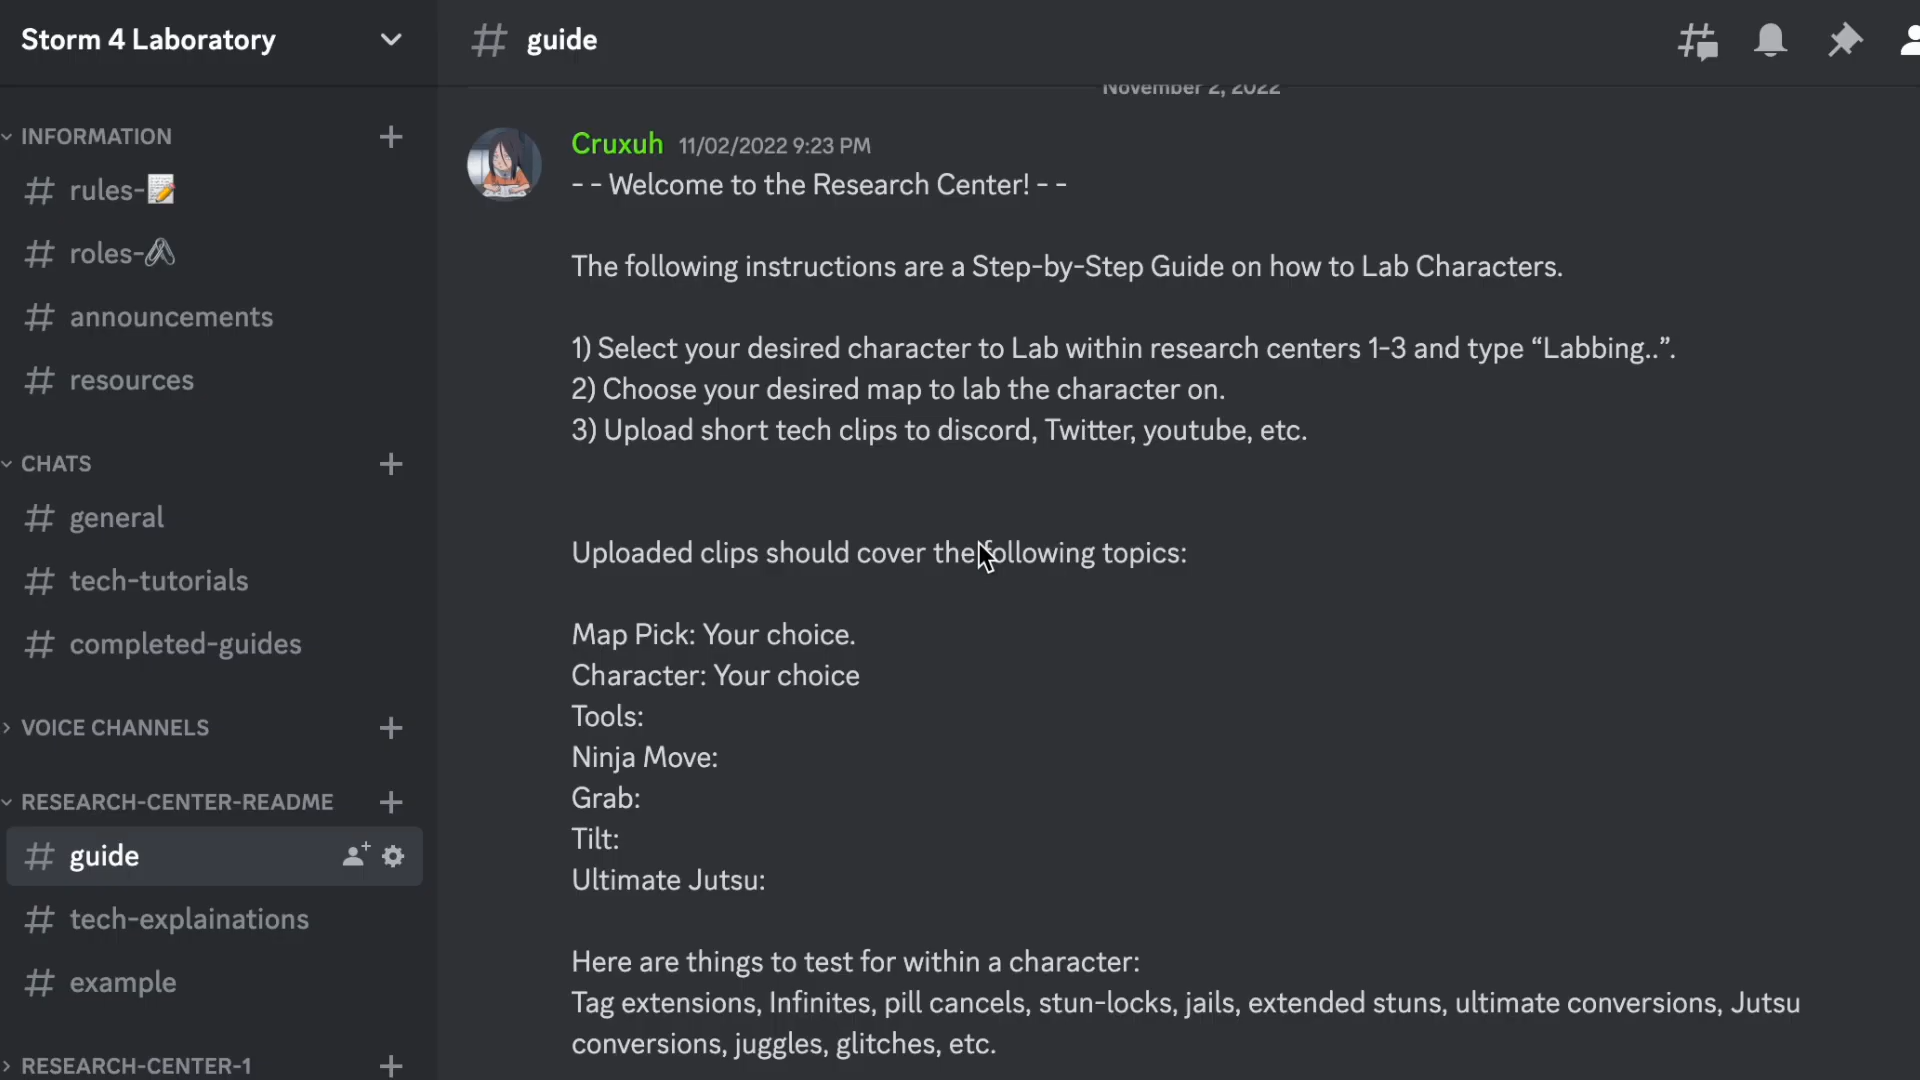 Storm 4 Laboratory
INFORMATION
rules-📝
roles-🖇
announcements
resources
CHATS
general
tech-tutorials
completed-guides
VOICE CHANNELS
RESEARCH-CENTER-README
guide
tech-explainations
example
RESEARCH-CENTER-1
guide
November 2, 2022
Cruxuh 11/02/2022 9:23 PM
- - Welcome to the Research Center! - -
The following instructions are a Step-by-Step Guide on how to Lab Characters.
1) Select your desired character to Lab within research centers 1-3 and type “Labbing..”.
2) Choose your desired map to lab the character on.
3) Upload short tech clips to discord, Twitter, youtube, etc.
Uploaded clips should cover the following topics:
Map Pick: Your choice.
Character: Your choice
Tools:
Ninja Move:
Grab:
Tilt:
Ultimate Jutsu:
Here are things to test for within a character:
Tag extensions, Infinites, pill cancels, stun-locks, jails, extended stuns, ultimate conversions, Jutsu
conversions, juggles, glitches, etc.